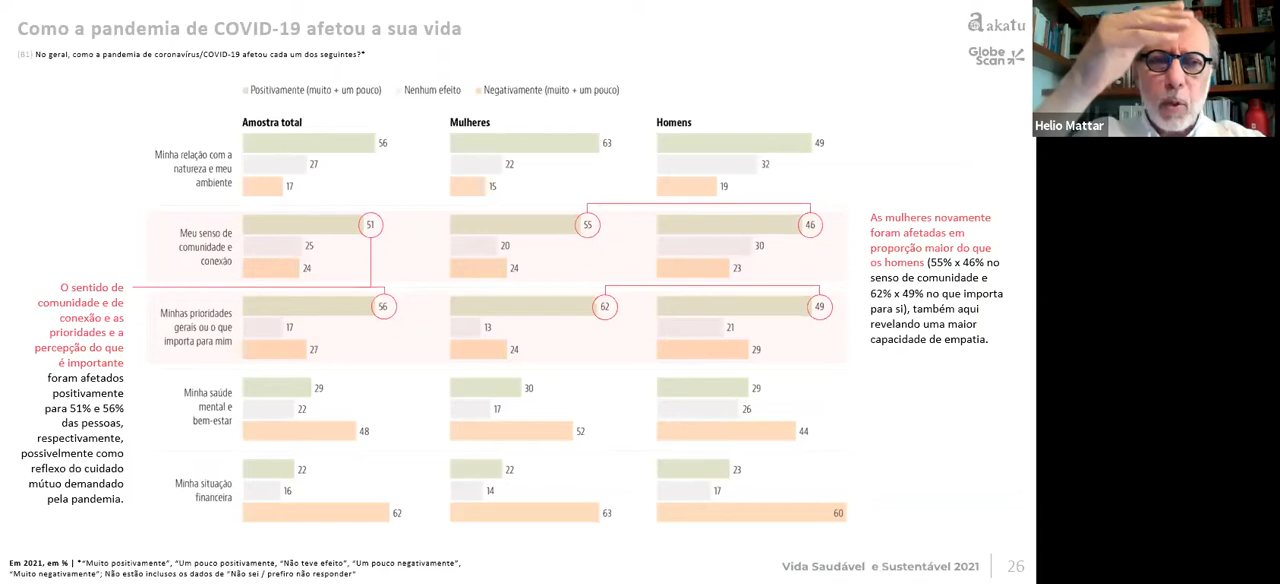 Como a pandemia de COVID-19 afetou a sua vida
(B1) No geral, como a pandemia de coronavírus/COVID-19 afetou cada um dos seguintes?*
akatu
Globe
Scan
Helio Mattar
Positivamente (muito + um pouco) Nenhum efeito Negativamente (muito + um pouco)
Amostra total Mulheres Homens
Minha relação com a
natureza e meu
ambiente
56 63 49
27 22 32
17 15 19
Meu senso de
comunidade e
conexão
51 55 46
25 20 30
24 24 23
Minhas prioridades
gerais ou o que
importa para mim
56 62 49
17 13 21
27 24 29
Minha saúde
mental e
bem-estar
29 30 29
22 17 26
48 52 44
Minha situação
financeira
22 22 23
16 14 17
62 63 60
O sentido de
comunidade e de
conexão e as
prioridades e a
percepção do que
é importante
foram afetados
positivamente
para 51% e 56%
das pessoas,
respectivamente,
possivelmente como
reflexo do cuidado
mútuo demandado
pela pandemia.
As mulheres novamente
foram afetadas em
proporção maior do que
os homens (55% x 46% no
senso de comunidade e
62% x 49% no que importa
para si), também aqui
revelando uma maior
capacidade de empatia.
Em 2021, em % | *“Muito positivamente”, “Um pouco positivamente, “Não teve efeito”, “Um pouco negativamente”,
“Muito negativamente”; Não estão inclusos os dados de “Não sei / prefiro não responder”
Vida Saudável e Sustentável 2021 26